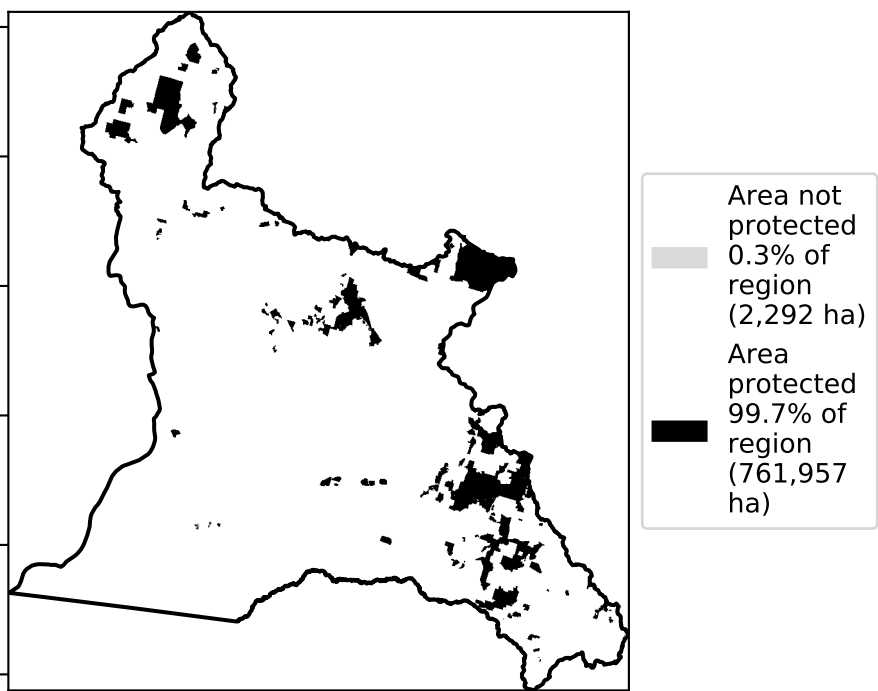 Area not
protected
0.3% of
region
(2,292 ha)
Area
protected
99.7% of
region
(761,957
ha)